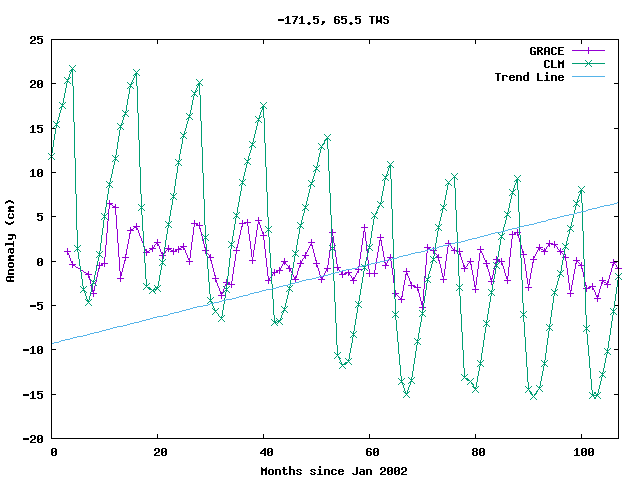 -171.5, 65.5 TWS
GRACE
CLM
Trend Line
25
20
15
10
5
0
-5
-10
-15
-20
Anomaly (cm)
0 20 40 60 80 100
Months since Jan 2002